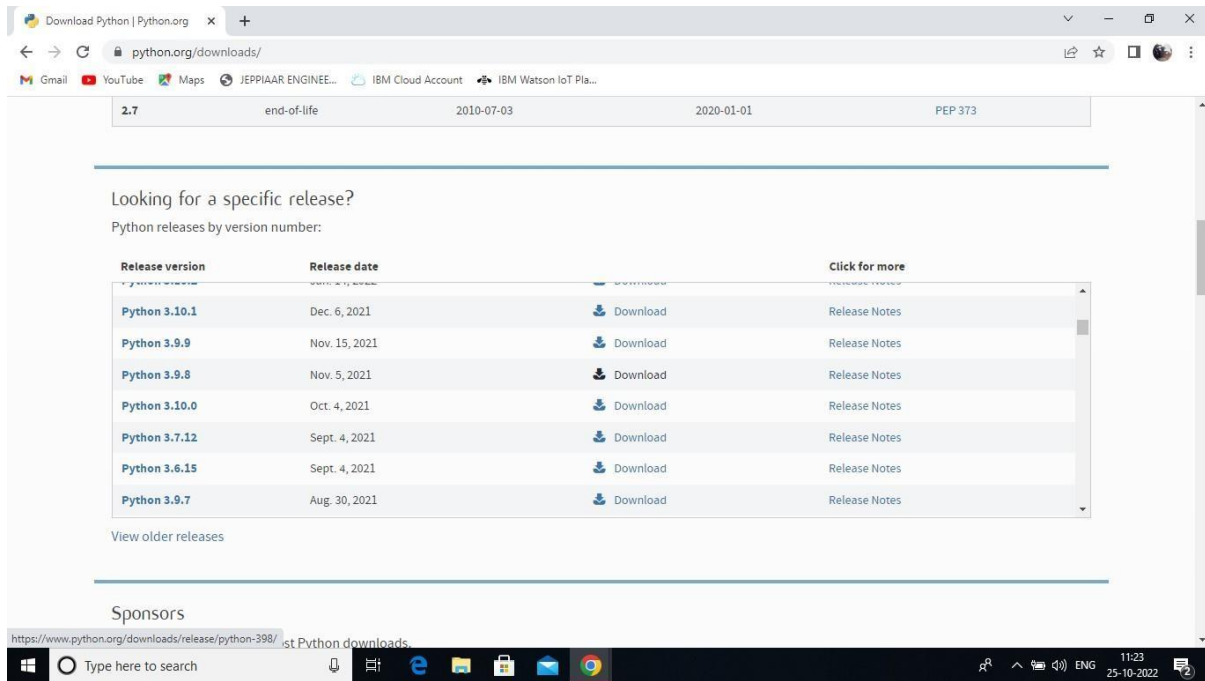 Download Python | Python.org
python.org/downloads/
Gmail YouTube Maps JEPPIAAR ENGINEE... IBM Cloud Account IBM Watson IoT Pla...
2.7 end-of-life 2010-07-03 2020-01-01 PEP 373
Looking for a specific release?
Python releases by version number:
Release version Release date Click for more
Python 3.10.1 Dec. 6, 2021 Download Release Notes
Python 3.9.9 Nov. 15, 2021 Download Release Notes
Python 3.9.8 Nov. 5, 2021 Download Release Notes
Python 3.10.0 Oct. 4, 2021 Download Release Notes
Python 3.7.12 Sept. 4, 2021 Download Release Notes
Python 3.6.15 Sept. 4, 2021 Download Release Notes
Python 3.9.7 Aug. 30, 2021 Download Release Notes
View older releases
Sponsors
https://www.python.org/downloads/release/python-398/ st Python downloads.
Type here to search ENG 11:23
25-10-2022 2